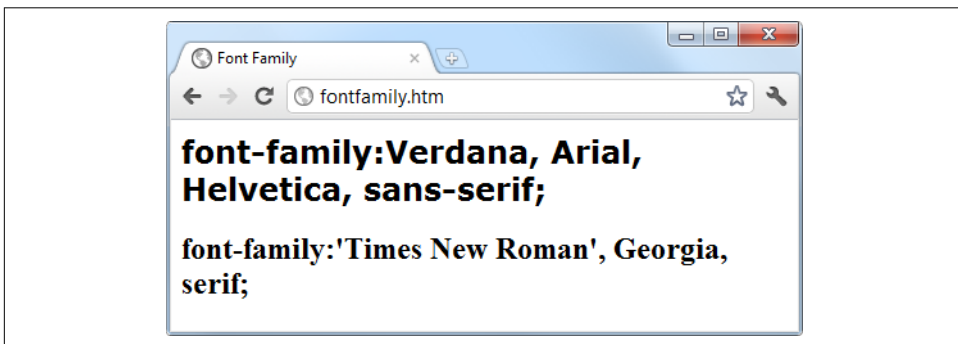 Font Family
fontfamily.htm
font-family:Verdana, Arial,
Helvetica, sans-serif;
font-family:'Times New Roman', Georgia,
serif;